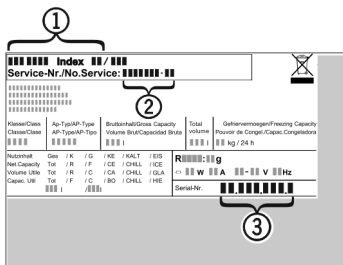 1
Index /
Service-Nr./No.Service: -
2
Klasse/Class Ap-Typ/AP-Type Bruttoinhalt/Gross Capacity Total Gefriervermoegen/Freezing Capacity
Classe/Clase AP-Type/AP-Tipo Volume Brut/Capacidad Bruta volume Pouvoir de Congel./Capac.Congeladora
l l kg / 24 h
Nutzinhalt Ges / K / G / KE / KALT / EIS
Net.Capacity Tot / R / F / CE / CHILL / ICE
Volume Utile Tot / R / C / CA / CHILL / GLA
Capac. Util Tot / F / C / BO / CHILL / HIE
l / l
R : g
W A - V Hz
Serial-Nr. . . .
3